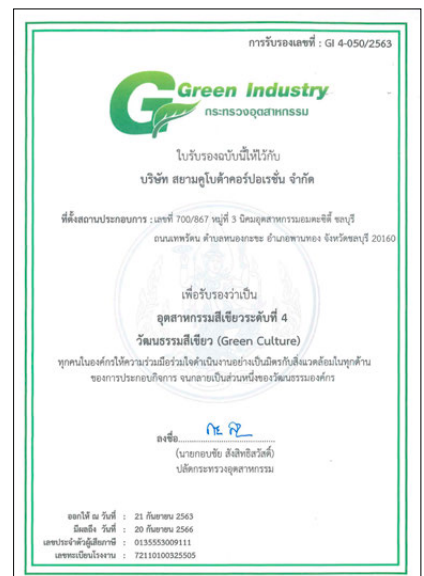 การรับรองเลขที่ : GI 4-050/2563
Green Industry
กระทรวงอุตสาหกรรม
ใบรับรองฉบับนี้ให้ไว้กับ
บริษัท สยามคูโบต้าคอร์ปอเรชั่น จำกัด
ที่ตั้งสถานประกอบการ : เลขที่ 700/867 หมู่ที่ 3 นิคมอุตสาหกรรมอมตะซิตี้ ชลบุรี
ถนนเทพรัตน ตำบลหนองกะขะ อำเภอพานทอง จังหวัดชลบุรี 20160
เพื่อรับรองว่าเป็น
อุตสาหกรรมสีเขียวระดับที่ 4
วัฒนธรรมสีเขียว (Green Culture)
ทุกคนในองค์กรให้ความร่วมมือร่วมใจดำเนินงานอย่างเป็นมิตรกับสิ่งแวดล้อมในทุกด้าน
ของการประกอบกิจการ จนกลายเป็นส่วนหนึ่งของวัฒนธรรมองค์กร
ลงชื่อ
(นายกอบชัย สังสิทธิสวัสดิ์)
ปลัดกระทรวงอุตสาหกรรม
ออกให้ ณ วันที่ : 21 กันยายน 2563
มีผลถึง วันที่ : 20 กันยายน 2566
เลขประจำตัวผู้เสียภาษี : 0135553009111
เลขทะเบียนโรงงาน : 72110100325505